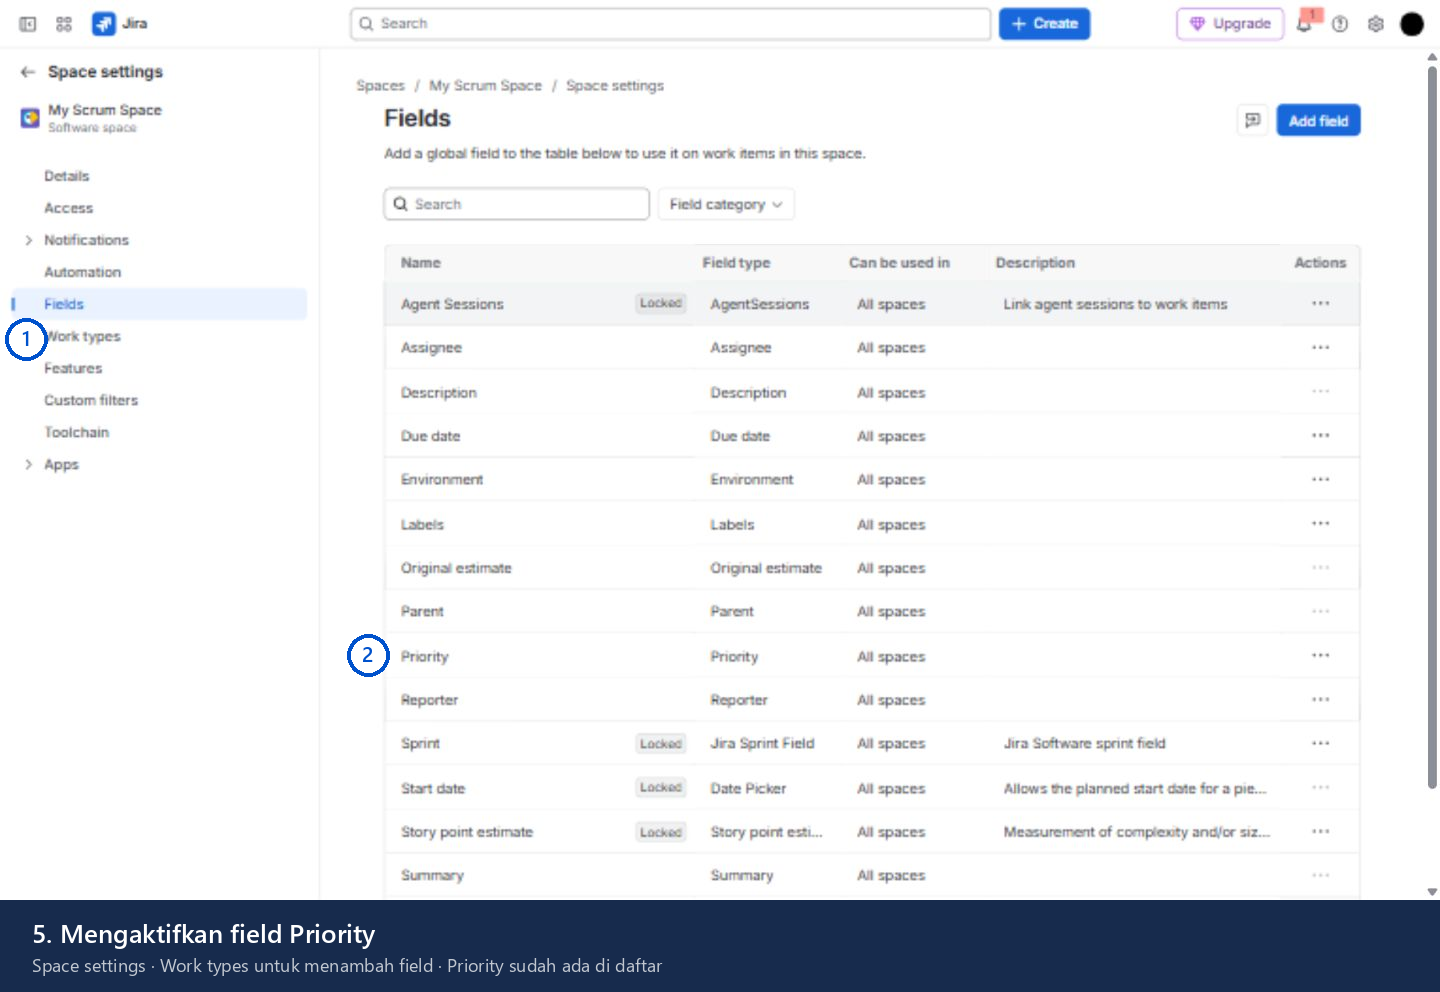 Jira
Search
Create
Upgrade
1
Space settings
My Scrum Space
Software space
Details
Access
Notifications
Automation
Fields
1
Work types
Features
Custom filters
Toolchain
Apps
Spaces / My Scrum Space / Space settings
Fields
Add field
Add a global field to the table below to use it on work items in this space.
Search
Field category
Name Field type Can be used in Description Actions
Agent Sessions Locked AgentSessions All spaces Link agent sessions to work items ...
Assignee Assignee All spaces ...
Description Description All spaces ...
Due date Due date All spaces ...
Environment Environment All spaces ...
Labels Labels All spaces ...
Original estimate Original estimate All spaces ...
Parent Parent All spaces ...
2 Priority Priority All spaces ...
Reporter Reporter All spaces ...
Sprint Locked Jira Sprint Field All spaces Jira Software sprint field ...
Start date Locked Date Picker All spaces Allows the planned start date for a pie... ...
Story point estimate Locked Story point esti... All spaces Measurement of complexity and/or siz... ...
Summary Summary All spaces ...
5. Mengaktifkan field Priority
Space settings · Work types untuk menambah field · Priority sudah ada di daftar